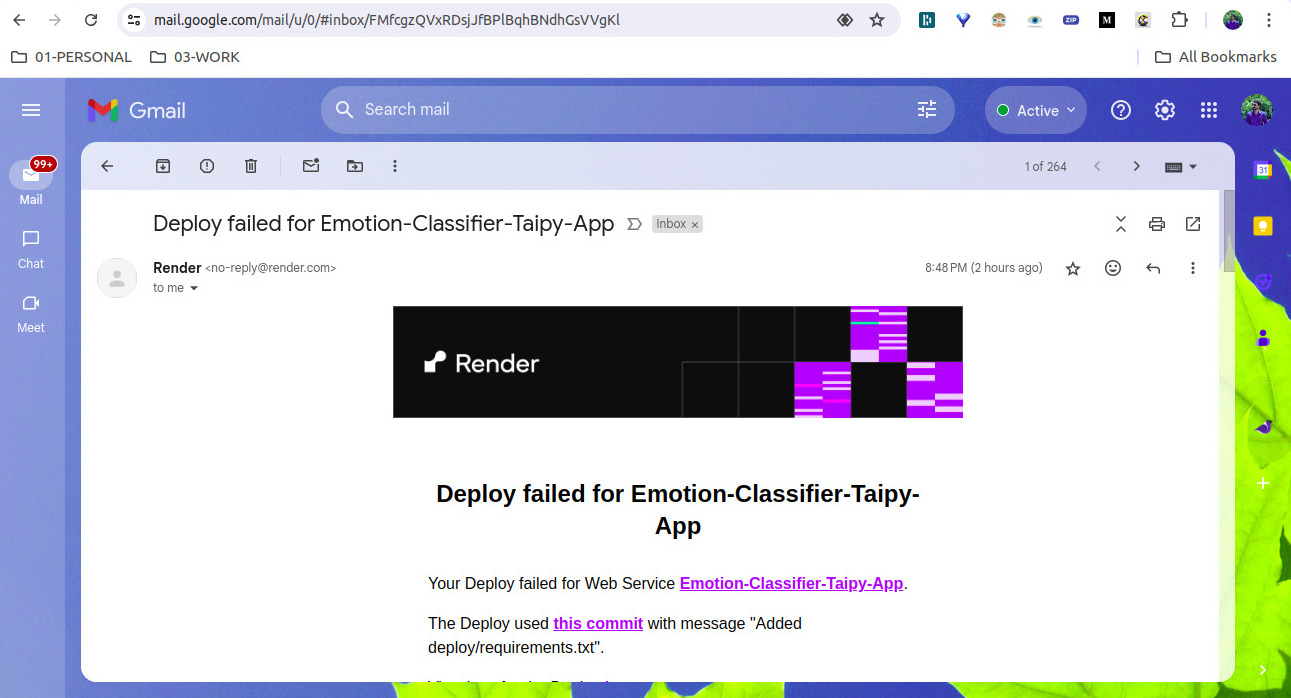 mail.google.com/mail/u/0/#inbox/FMfcgzQVxRDsjJfBPlBqhBNdhGsVVgKl
ZIP
M
01-PERSONAL 03-WORK All Bookmarks
Gmail
Search mail
Active
99+
Mail
Chat
Meet
1 of 264
31
Deploy failed for Emotion-Classifier-Taipy-App
Inbox ×
Render <no-reply@render.com>
8:48 PM (2 hours ago)
to me
Render
Deploy failed for Emotion-Classifier-Taipy-
App
Your Deploy failed for Web Service Emotion-Classifier-Taipy-App.
The Deploy used this commit with message "Added
deploy/requirements.txt".